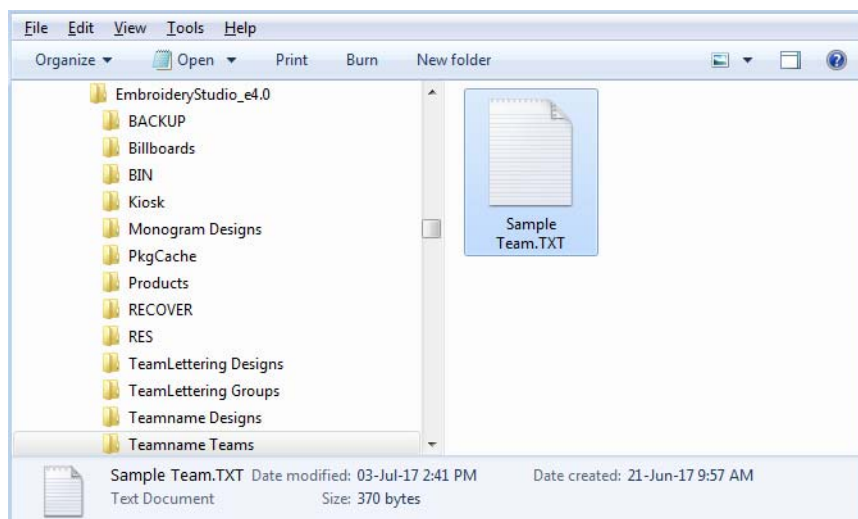 File Edit View Tools Help
Organize Open Print Burn New folder
EmbroideryStudio_e4.0
BACKUP
Billboards
BIN
Kiosk
Monogram Designs
PkgCache
Products
RECOVER
RES
TeamLettering Designs
TeamLettering Groups
Teamname Designs
Teamname Teams
Sample
Team.TXT
Sample Team.TXT Date modified: 03-Jul-17 2:41 PM Date created: 21-Jun-17 9:57 AM
Text Document Size: 370 bytes